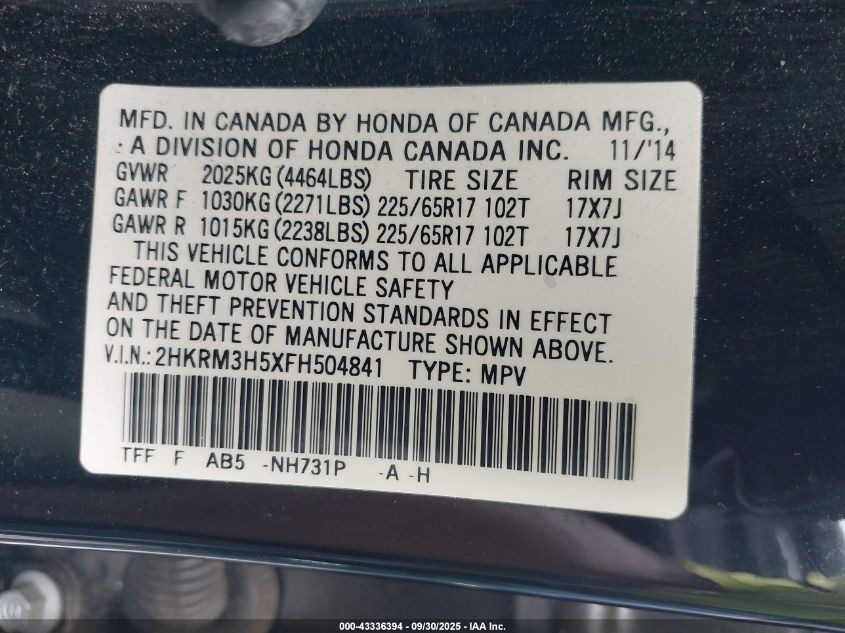 MFD. IN CANADA BY HONDA OF CANADA MFG.,
: A DIVISION OF HONDA CANADA INC. 11/'14
GVWR 2025KG (4464LBS) TIRE SIZE RIM SIZE
GAWR F 1030KG (2271LBS) 225/65R17 102T 17X7J
GAWR R 1015KG (2238LBS) 225/65R17 102T 17X7J
THIS VEHICLE CONFORMS TO ALL APPLICABLE
FEDERAL MOTOR VEHICLE SAFETY
AND THEFT PREVENTION STANDARDS IN EFFECT
ON THE DATE OF MANUFACTURE SHOWN ABOVE.
V.I.N.: 2HKRM3H5XFH504841 TYPE: MPV
TFF F AB5 -NH731P -A -H
000-43336394 - 09/30/2025 - IAA Inc.